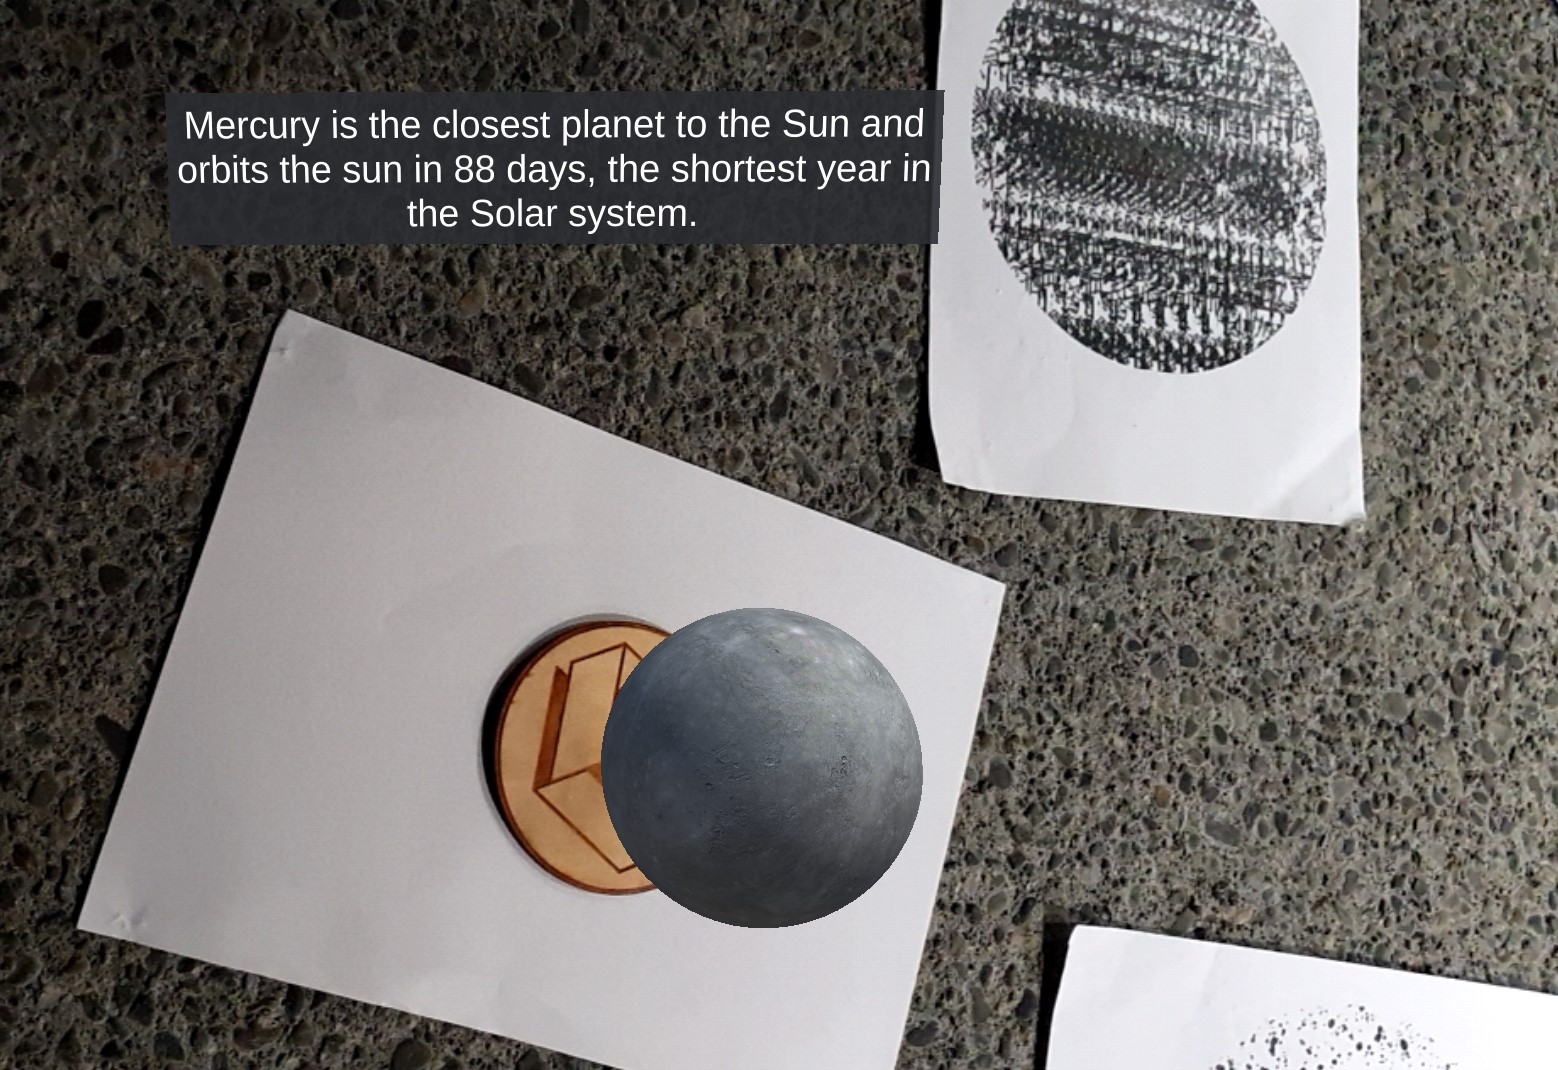 Mercury is the closest planet to the Sun and
orbits the sun in 88 days, the shortest year in
the Solar system.